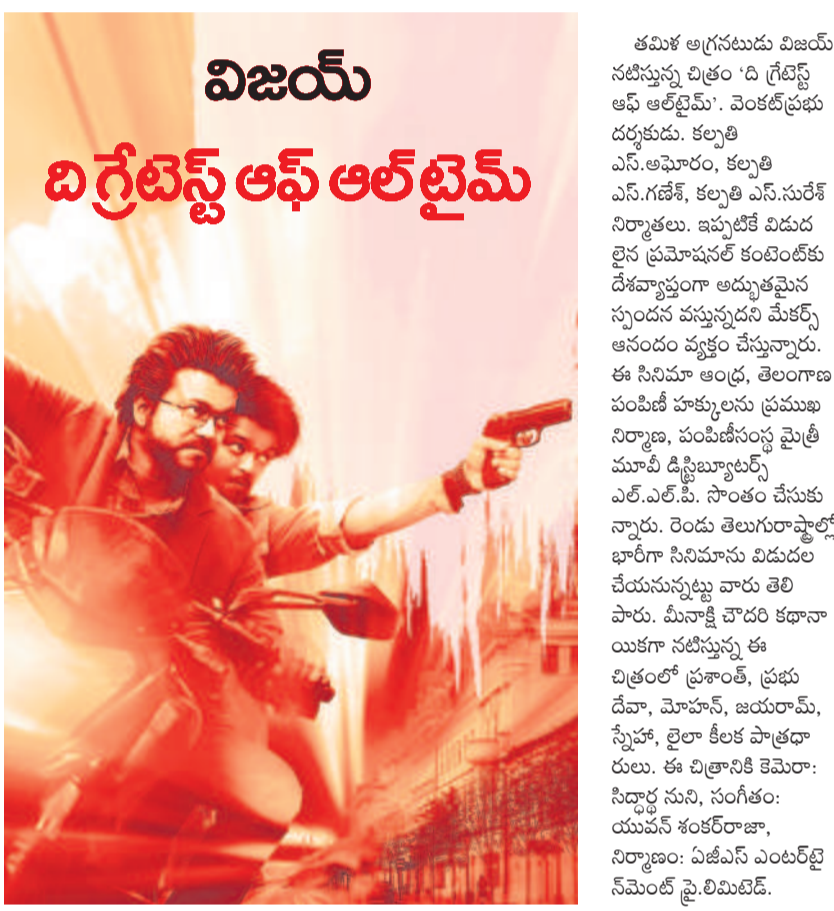 విజయ్
ది గ్రేటెస్ట్ ఆఫ్ ఆల్ టైమ్
తమిళ అగ్రనటుడు విజయ్
నటిస్తున్న చిత్రం ‘ది గ్రేటెస్ట్
ఆఫ్ ఆల్‌టైమ్’. వెంకట్‌ప్రభు
దర్శకుడు. కల్పతి
ఎస్.అఘోరం, కల్పతి
ఎస్.గణేశ్, కల్పతి ఎస్.సురేశ్
నిర్మాతలు. ఇప్పటికే విడుద
లైన ప్రమోషనల్ కంటెంట్‌కు
దేశవ్యాప్తంగా అద్భుతమైన
స్పందన వస్తున్నదని మేకర్స్
ఆనందం వ్యక్తం చేస్తున్నారు.
ఈ సినిమా ఆంధ్ర, తెలంగాణ
పంపిణీ హక్కులను ప్రముఖ
నిర్మాణ, పంపిణీసంస్థ మైత్రీ
మూవీ డిస్ట్రిబ్యూటర్స్
ఎల్.ఎల్.పి. సొంతం చేసుకు
న్నారు. రెండు తెలుగురాష్ట్రాల్లో
భారీగా సినిమాను విడుదల
చేయనున్నట్టు వారు తెలి
పారు. మీనాక్షి చౌదరి కథానా
యికగా నటిస్తున్న ఈ
చిత్రంలో ప్రశాంత్, ప్రభు
దేవా, మోహన్, జయరామ్,
స్నేహా, లైలా కీలక పాత్రధా
రులు. ఈ చిత్రానికి కెమెరా:
సిద్ధార్థ నుని, సంగీతం:
యువన్ శంకర్‌రాజా,
నిర్మాణం: ఏజీఎస్ ఎంటర్‌టై
న్‌మెంట్ ప్రై.లిమిటెడ్.